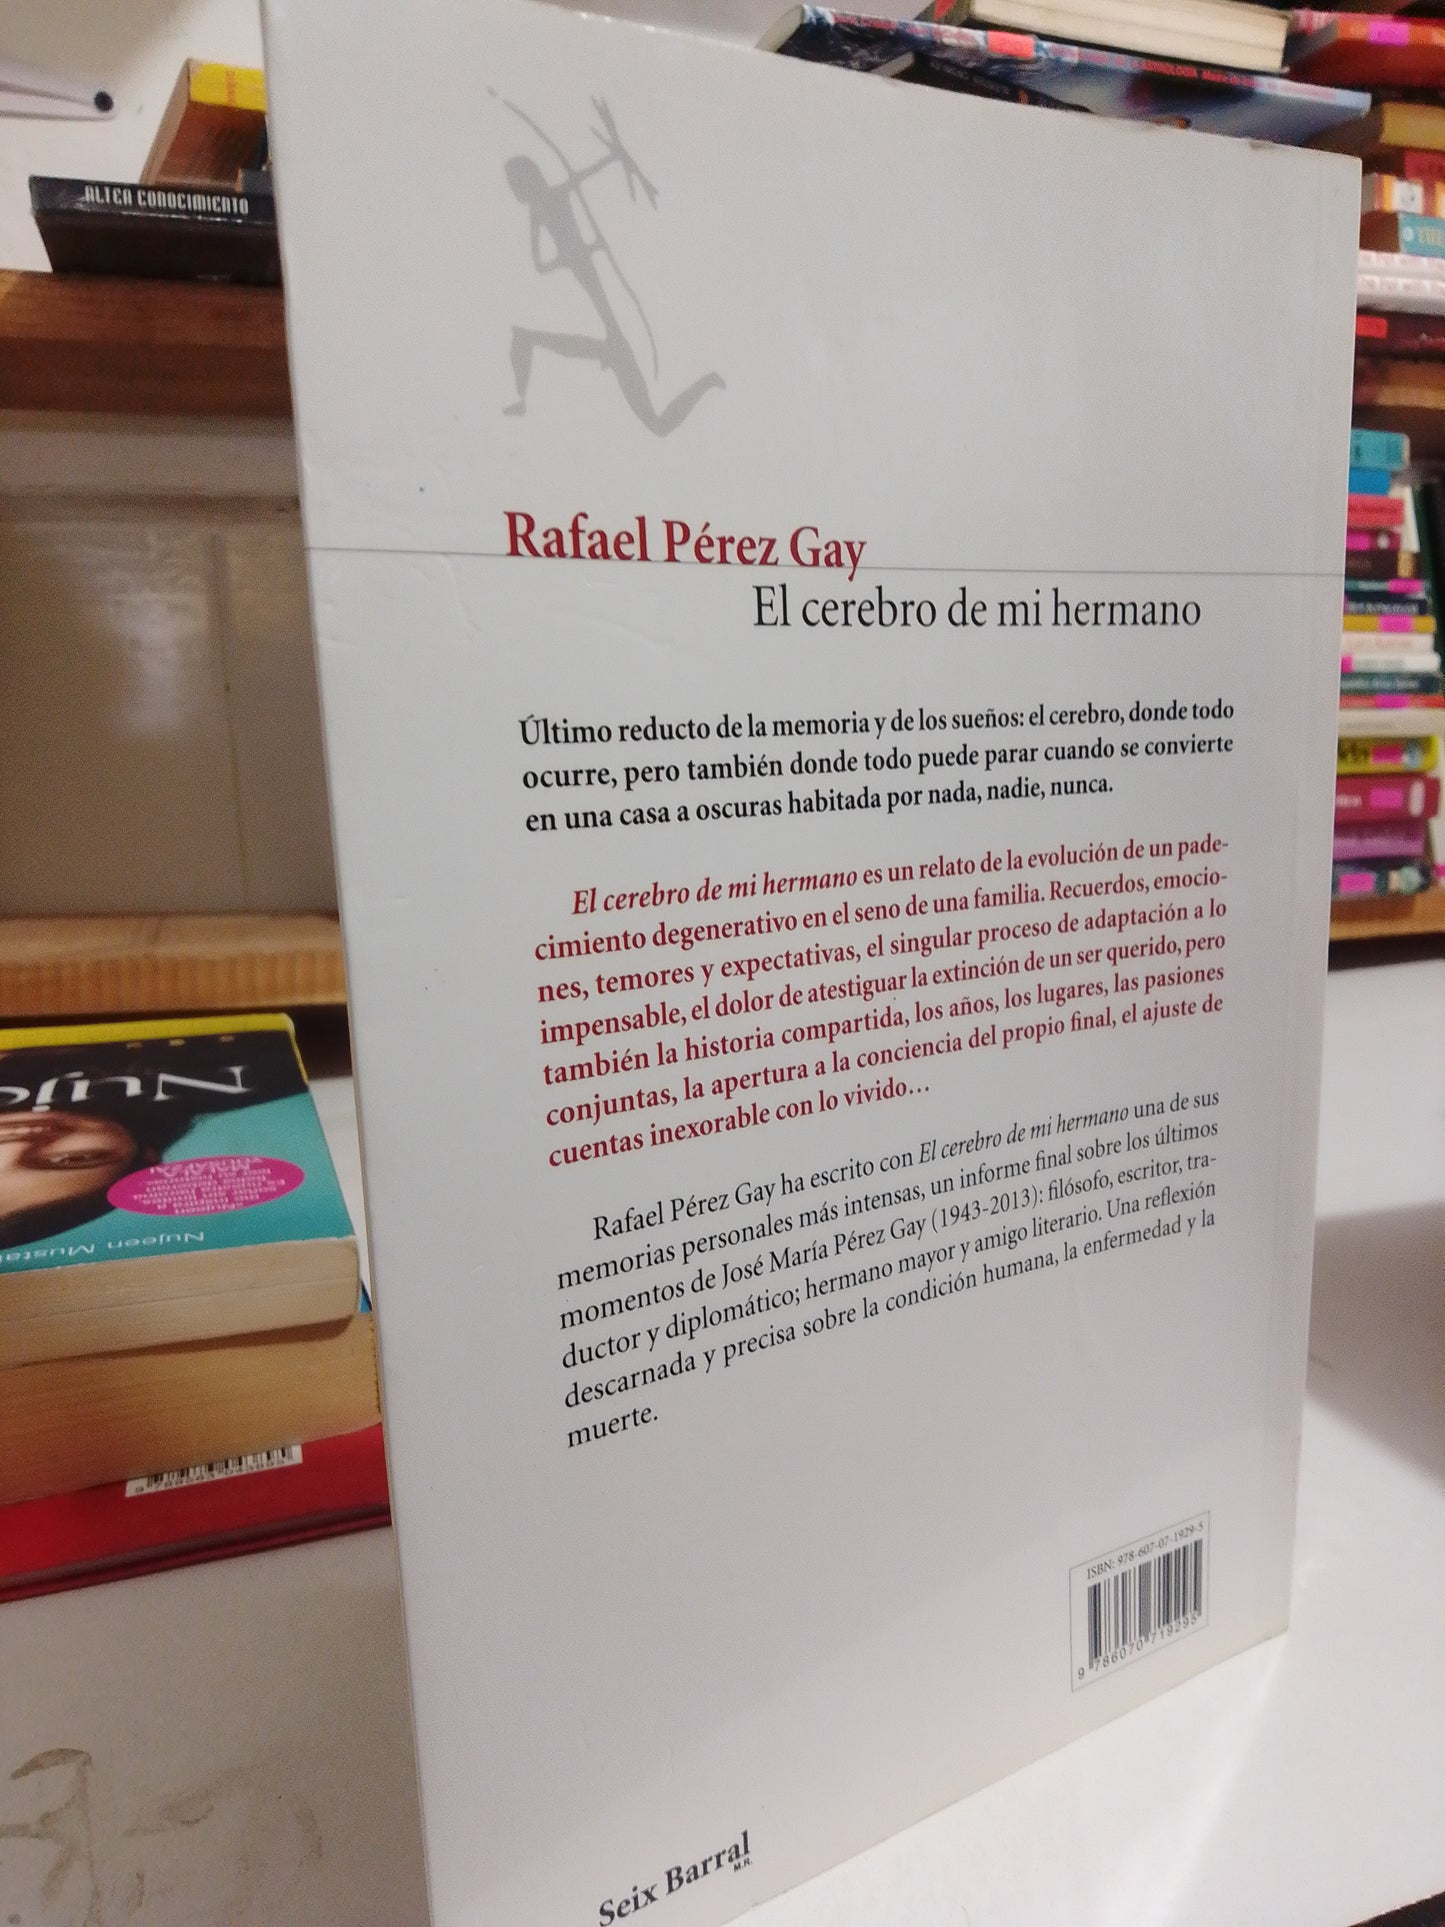 ALTEA CONOCIMIENTO
Rafael Pérez Gay
El cerebro de mi hermano
Último reducto de la memoria y de los sueños: el cerebro, donde todo
ocurre, pero también donde todo puede parar cuando se convierte
en una casa a oscuras habitada por nada, nadie, nunca.
El cerebro de mi hermano es un relato de la evolución de un pade-
cimiento degenerativo en el seno de una familia. Recuerdos, emocio-
nes, temores y expectativas, el singular proceso de adaptación a lo
impensable, el dolor de atestiguar la extinción de un ser querido, pero
también la historia compartida, los años, los lugares, las pasiones
conjuntas, la apertura a la conciencia del propio final, el ajuste de
cuentas inexorable con lo vivido…
Rafael Pérez Gay ha escrito con El cerebro de mi hermano una de sus
memorias personales más intensas, un informe final sobre los últimos
momentos de José María Pérez Gay (1943-2013): filósofo, escritor, tra-
ductor y diplomático; hermano mayor y amigo literario. Una reflexión
descarnada y precisa sobre la condición humana, la enfermedad y la
muerte.
ISBN: 978-607-07-1929-5
9 786070 719295
Seix Barral
M.R.
Nuj
Nujeen Musta